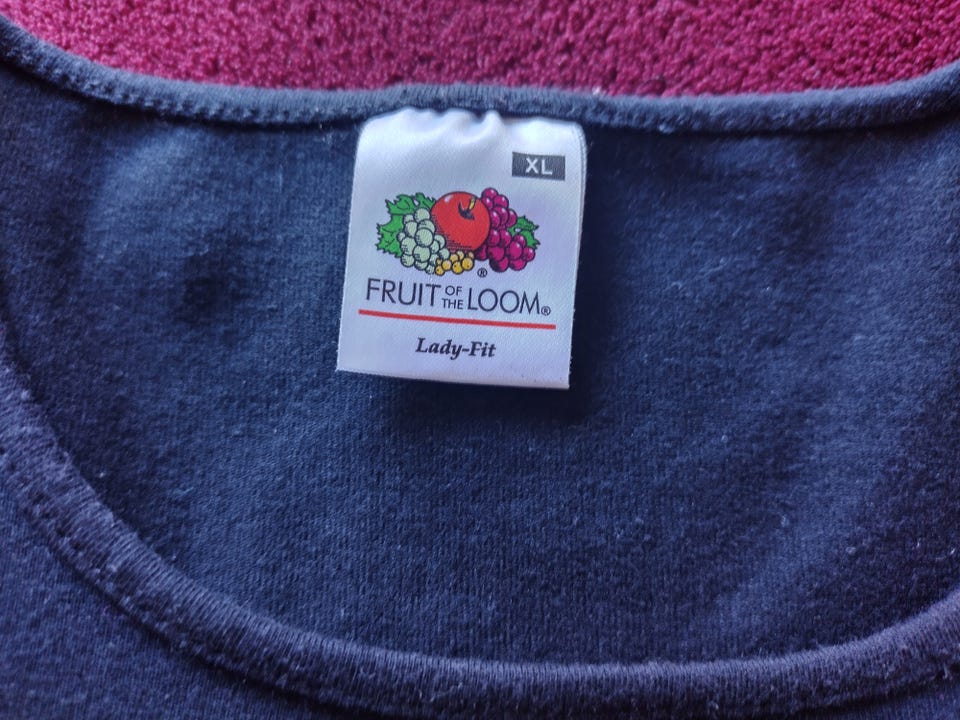 XL
®
FRUIT OF THE LOOM®
Lady-Fit